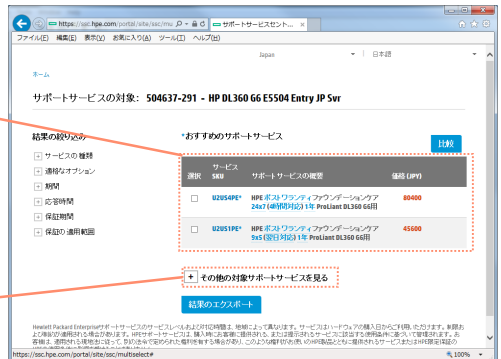 https://ssc.hpe.com/portal/site/ssc/mu
サポートサービスセント...
ファイル(F) 編集(E) 表示(V) お気に入り(A) ツール(T) ヘルプ(H)
Japan 日本語
ホーム
サポートサービスの対象: 504637-291 - HP DL360 G6 E5504 Entry JP Svr
結果の絞り込み
サービスの種類
適格なオプション
期間
応答時間
保証期間
保証の適用範囲
*おすすめのサポートサービス
比較
選択 サービス SKU サポートサービスの概要 価格 (JPY)
U2US4PE* HPE ポストワランティ ファウンデーションケア 80400
24x7 (4時間対応) 1年 ProLiant DL360 G6用
U2US1PE* HPE ポストワランティ ファウンデーションケア 45600
9x5 (翌日対応) 1年 ProLiant DL360 G6用
+ その他の対象サポートサービスを見る
結果のエクスポート
https://ssc.hpe.com/portal/site/ssc/multiselect#
100%